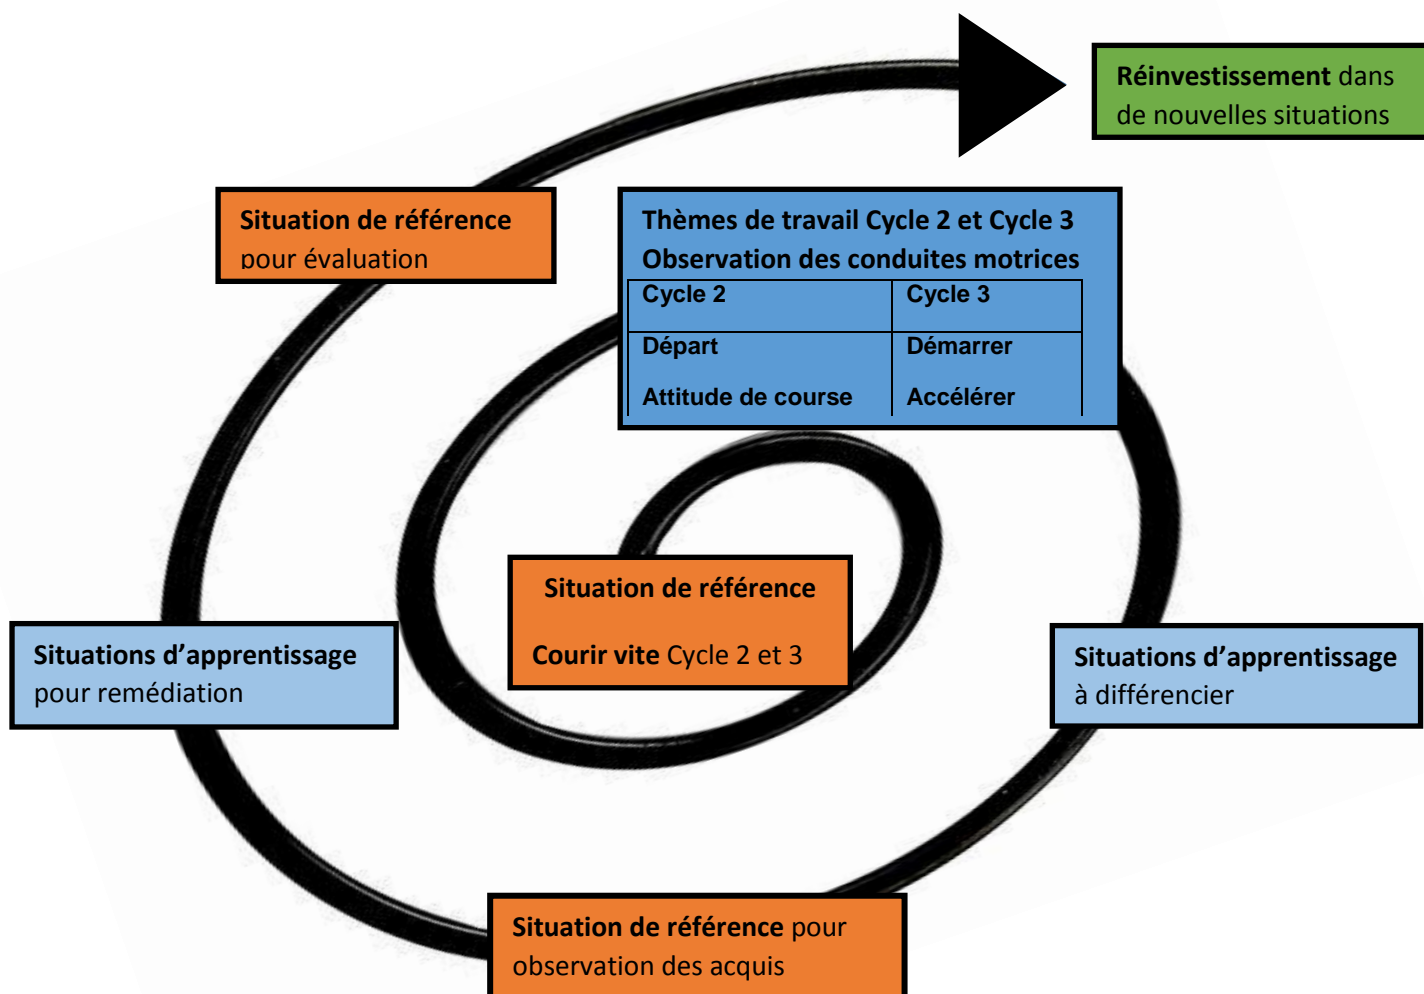 Réinvestissement dans
de nouvelles situations
Situation de référence
pour évaluation
Thèmes de travail Cycle 2 et Cycle 3
Observation des conduites motrices
Cycle 2
Cycle 3
Départ
Démarrer
Attitude de course
Accélérer
Situation de référence
Courir vite Cycle 2 et 3
Situations d’apprentissage
pour remédiation
Situations d’apprentissage
à différencier
Situation de référence pour
observation des acquis